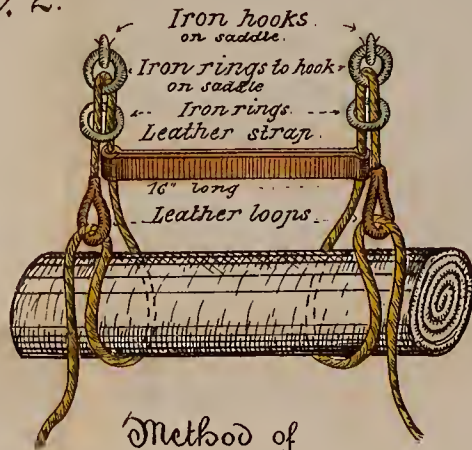 2.
Iron hooks
on saddle.
Iron rings to hook
on saddle
Iron rings.
Leather strap.
16" long
Leather loops
Method of